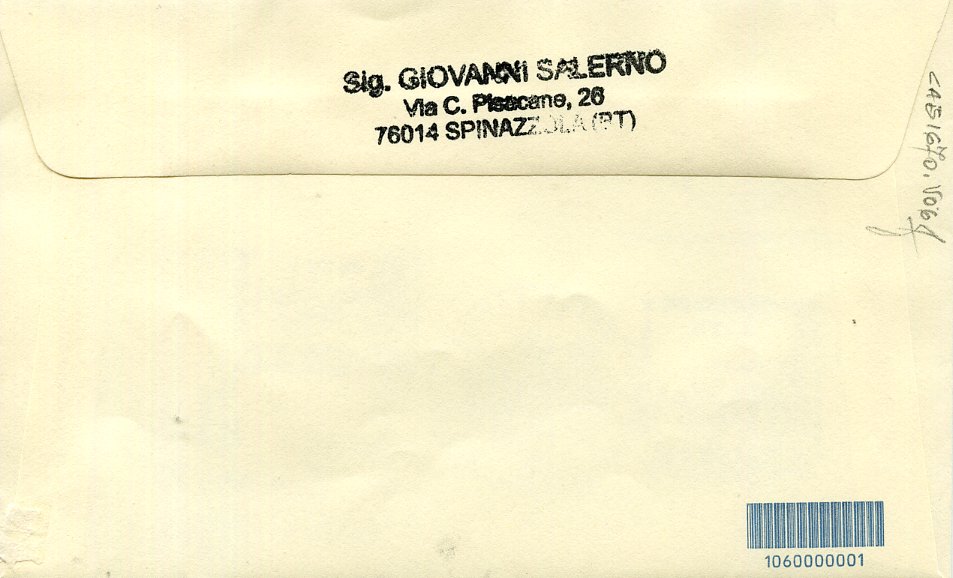 Sig. GIOVANNI SALERNO
Via C. Pisacane, 26
76014 SPINAZZOLA (BT)
1060000001